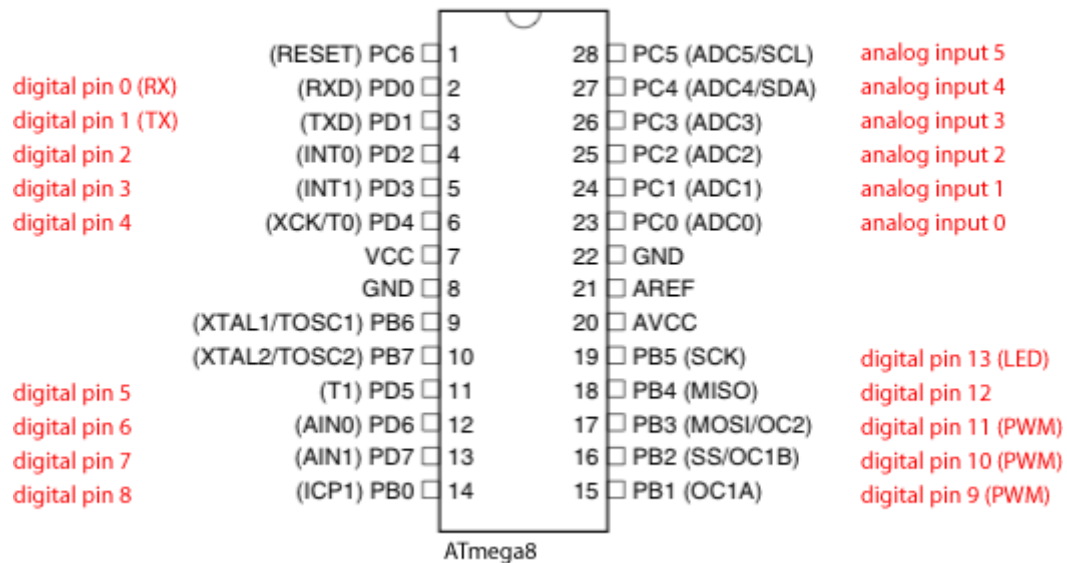 (RESET) PC6 1 28 PC5 (ADC5/SCL) analog input 5
digital pin 0 (RX) (RXD) PD0 2 27 PC4 (ADC4/SDA) analog input 4
digital pin 1 (TX) (TXD) PD1 3 26 PC3 (ADC3) analog input 3
digital pin 2 (INT0) PD2 4 25 PC2 (ADC2) analog input 2
digital pin 3 (INT1) PD3 5 24 PC1 (ADC1) analog input 1
digital pin 4 (XCK/T0) PD4 6 23 PC0 (ADC0) analog input 0
VCC 7 22 GND
GND 8 21 AREF
(XTAL1/TOSC1) PB6 9 20 AVCC
(XTAL2/TOSC2) PB7 10 19 PB5 (SCK) digital pin 13 (LED)
digital pin 5 (T1) PD5 11 18 PB4 (MISO) digital pin 12
digital pin 6 (AIN0) PD6 12 17 PB3 (MOSI/OC2) digital pin 11 (PWM)
digital pin 7 (AIN1) PD7 13 16 PB2 (SS/OC1B) digital pin 10 (PWM)
digital pin 8 (ICP1) PB0 14 15 PB1 (OC1A) digital pin 9 (PWM)
ATmega8